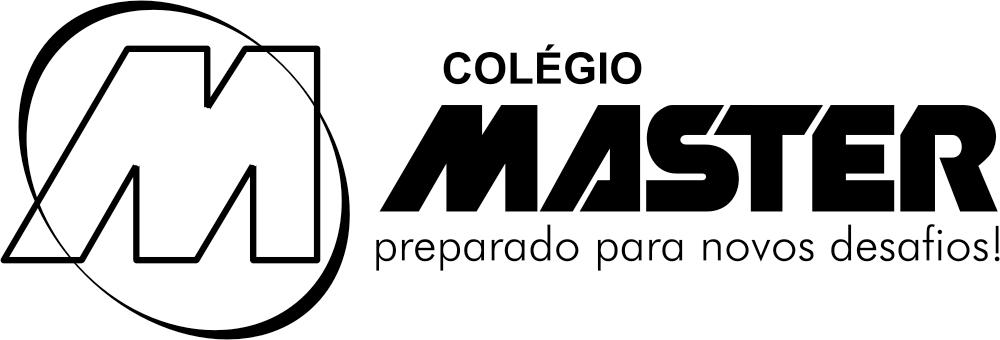 M
COLÉGIO
MASTER
preparado para novos desafios!